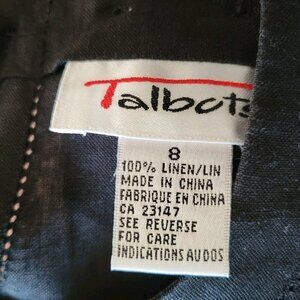 Talbots
8
100% LINEN/LIN
MADE IN CHINA
FABRIQUE EN CHINA
CA 23147
SEE REVERSE
FOR CARE
INDICATIONS AU DOS